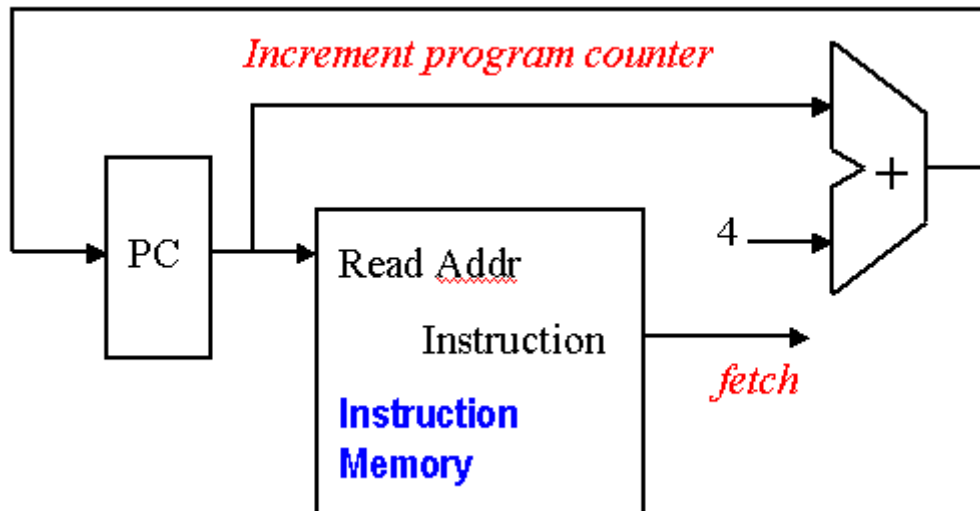 Increment program counter
+
PC
4
Read Addr
Instruction
fetch
Instruction
Memory